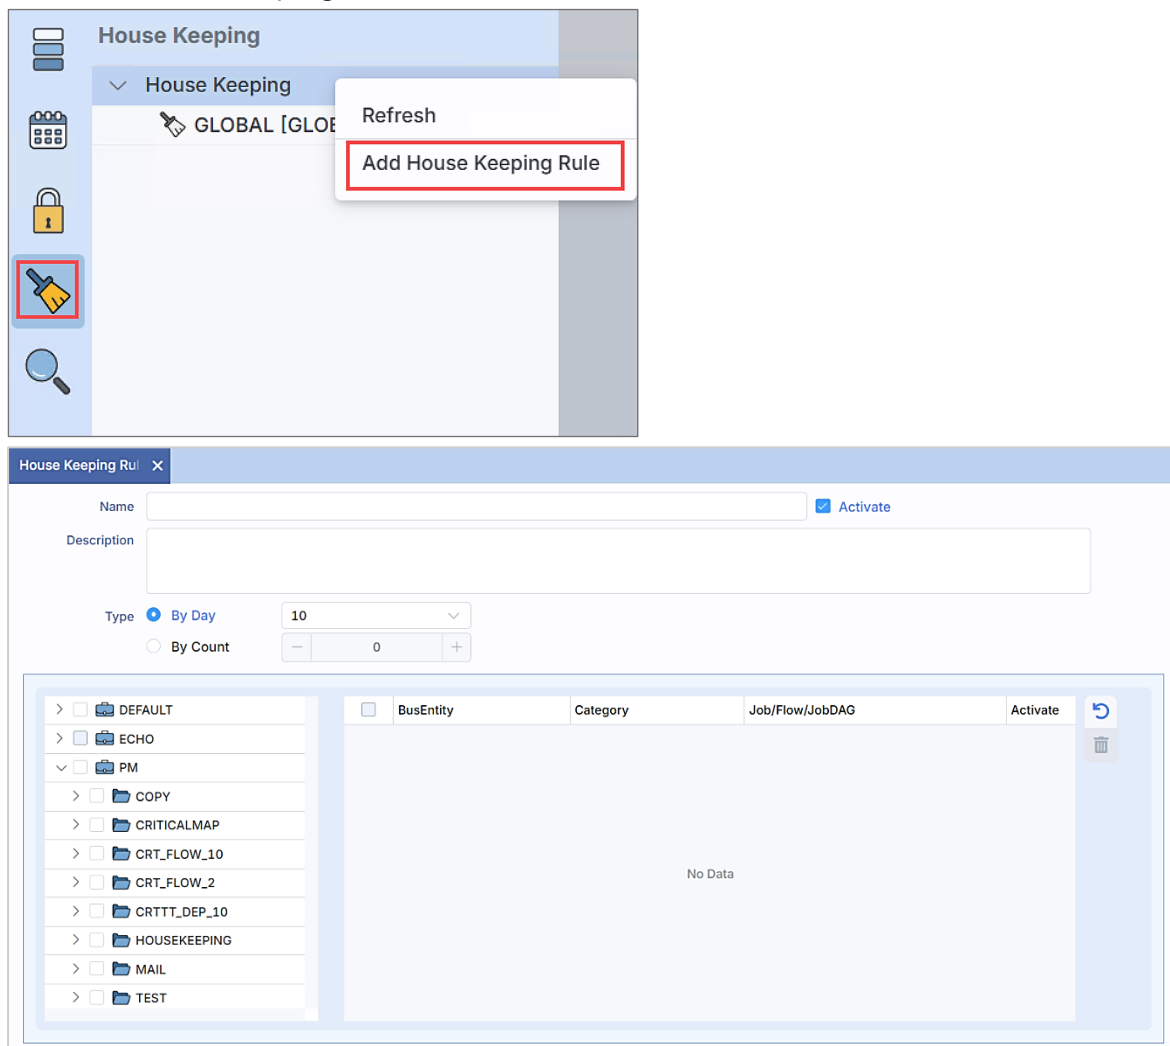 House Keeping
House Keeping
GLOBAL [GLOB
Refresh
Add House Keeping Rule
House Keeping Rul
Name
Activate
Description
Type
By Day
10
By Count
0
DEFAULT
ECHO
PM
COPY
CRITICALMAP
CRT_FLOW_10
CRT_FLOW_2
CRTTT_DEP_10
HOUSEKEEPING
MAIL
TEST
BusEntity Category Job/Flow/JobDAG Activate
No Data